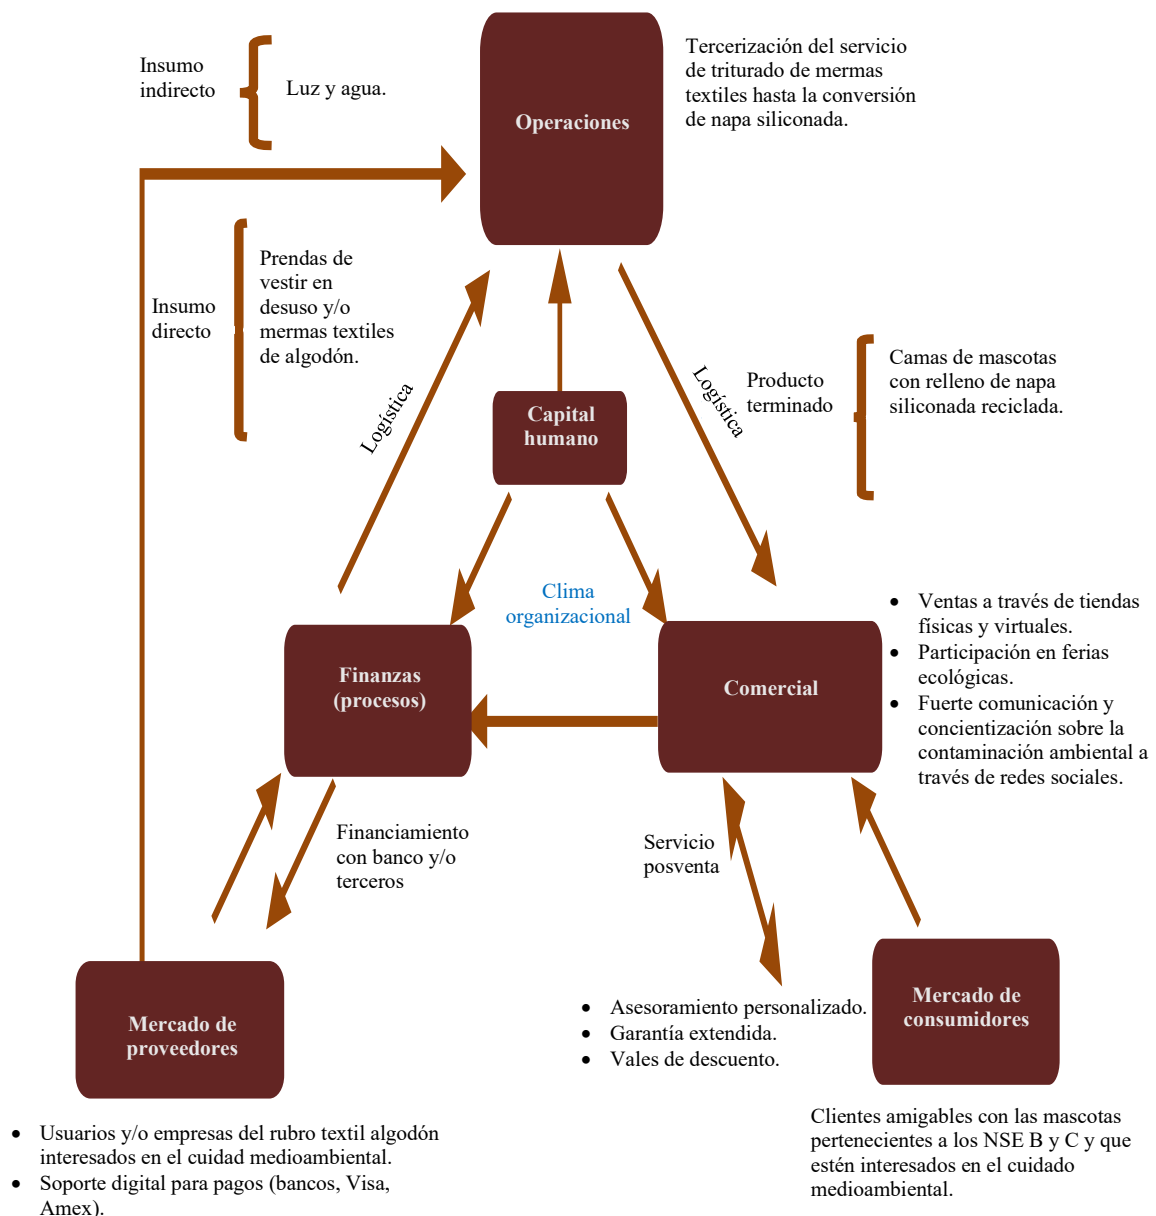 Insumo
indirecto
Luz y agua.
Operaciones
Tercerización del servicio
de triturado de mermas
textiles hasta la conversión
de napa siliconada.
Insumo
directo
Prendas de
vestir en
desuso y/o
mermas textiles
de algodón.
Logística
Capital
humano
Logística
Producto
terminado
Camas de mascotas
con relleno de napa
siliconada reciclada.
Clima
organizacional
Finanzas
(procesos)
Comercial
• Ventas a través de tiendas
físicas y virtuales.
• Participación en ferias
ecológicas.
• Fuerte comunicación y
concientización sobre la
contaminación ambiental a
través de redes sociales.
Financiamiento
con banco y/o
terceros
Servicio
posventa
Mercado de
proveedores
• Asesoramiento personalizado.
• Garantía extendida.
• Vales de descuento.
Mercado de
consumidores
• Usuarios y/o empresas del rubro textil algodón
interesados en el cuidad medioambiental.
• Soporte digital para pagos (bancos, Visa,
Amex).
Clientes amigables con las mascotas
pertenecientes a los NSE B y C y que
estén interesados en el cuidado
medioambiental.